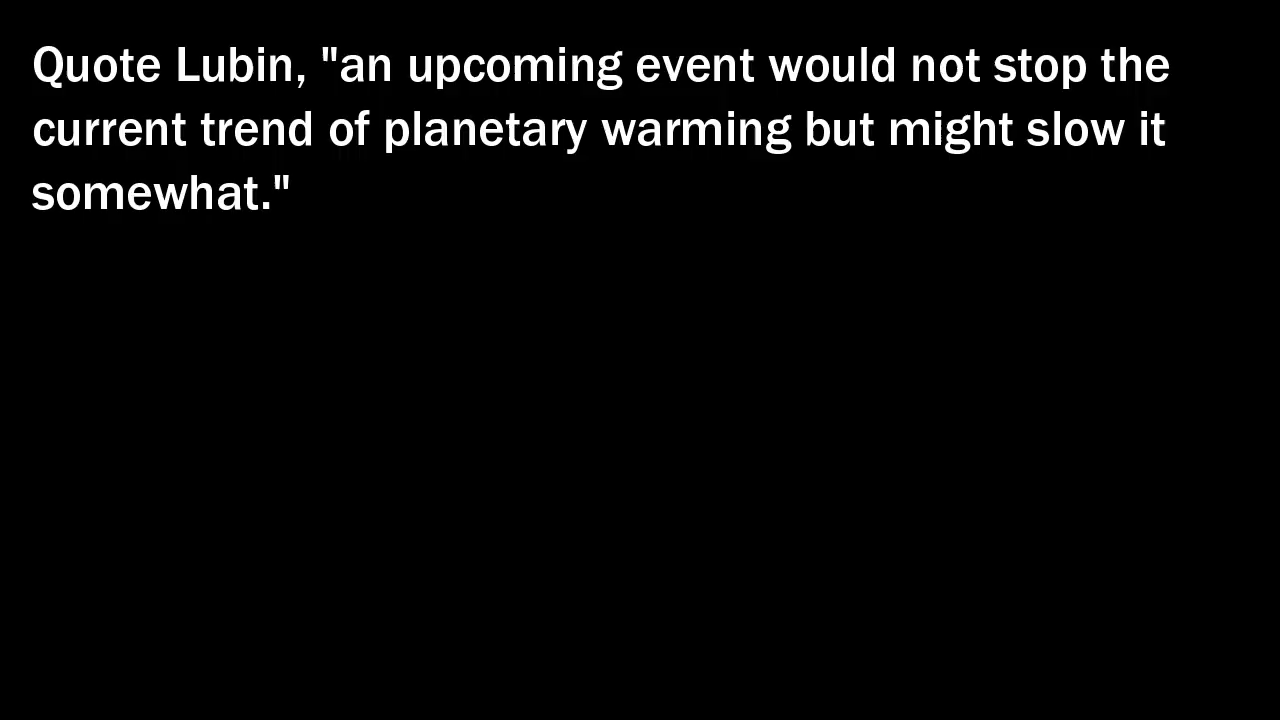 Quote Lubin, "an upcoming event would not stop the
current trend of planetary warming but might slow it
somewhat."